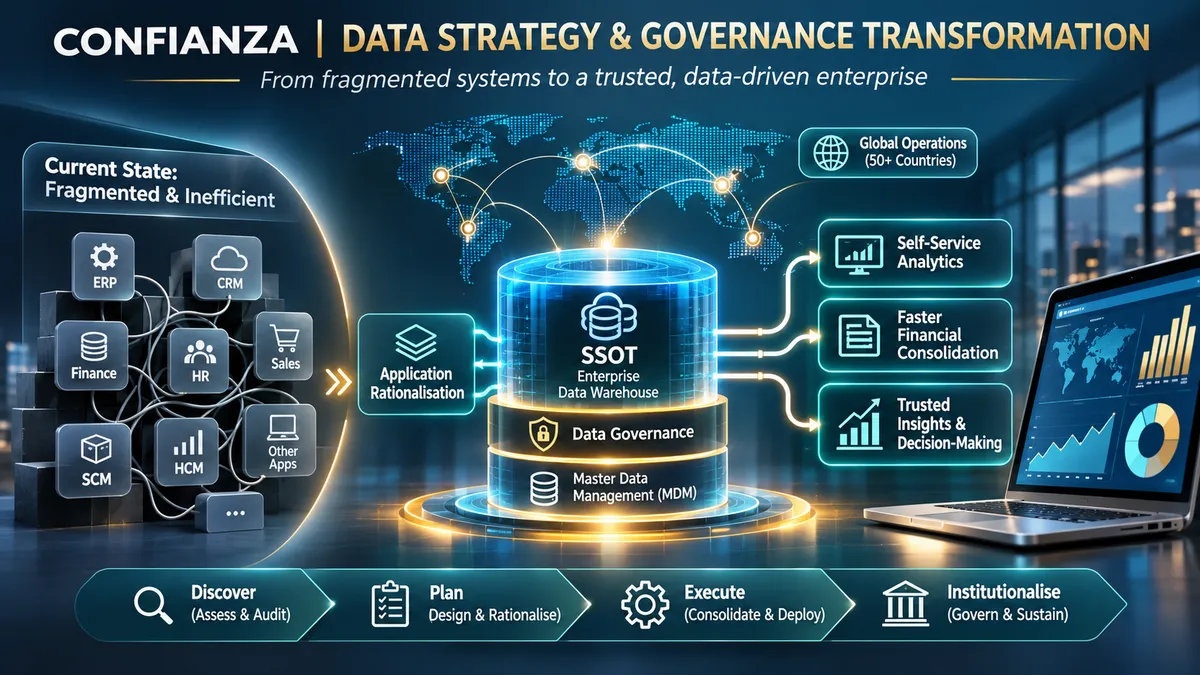 CONFIANZA | DATA STRATEGY & GOVERNANCE TRANSFORMATION
From fragmented systems to a trusted, data-driven enterprise
Current State:
Fragmented & Inefficient
ERP
CRM
Finance
HR
Sales
SCM
HCM
Other
Apps
...
Application
Rationalisation
SSOT
Enterprise
Data Warehouse
Data Governance
Master Data
Management (MDM)
Global Operations
(50+ Countries)
Self-Service
Analytics
Faster
Financial
Consolidation
Trusted
Insights &
Decision-Making
Discover
(Assess & Audit)
Plan
Design & Rationalise)
Execute
(Consolidate & Deploy)
Institutionalise
(Govern & Sustain)